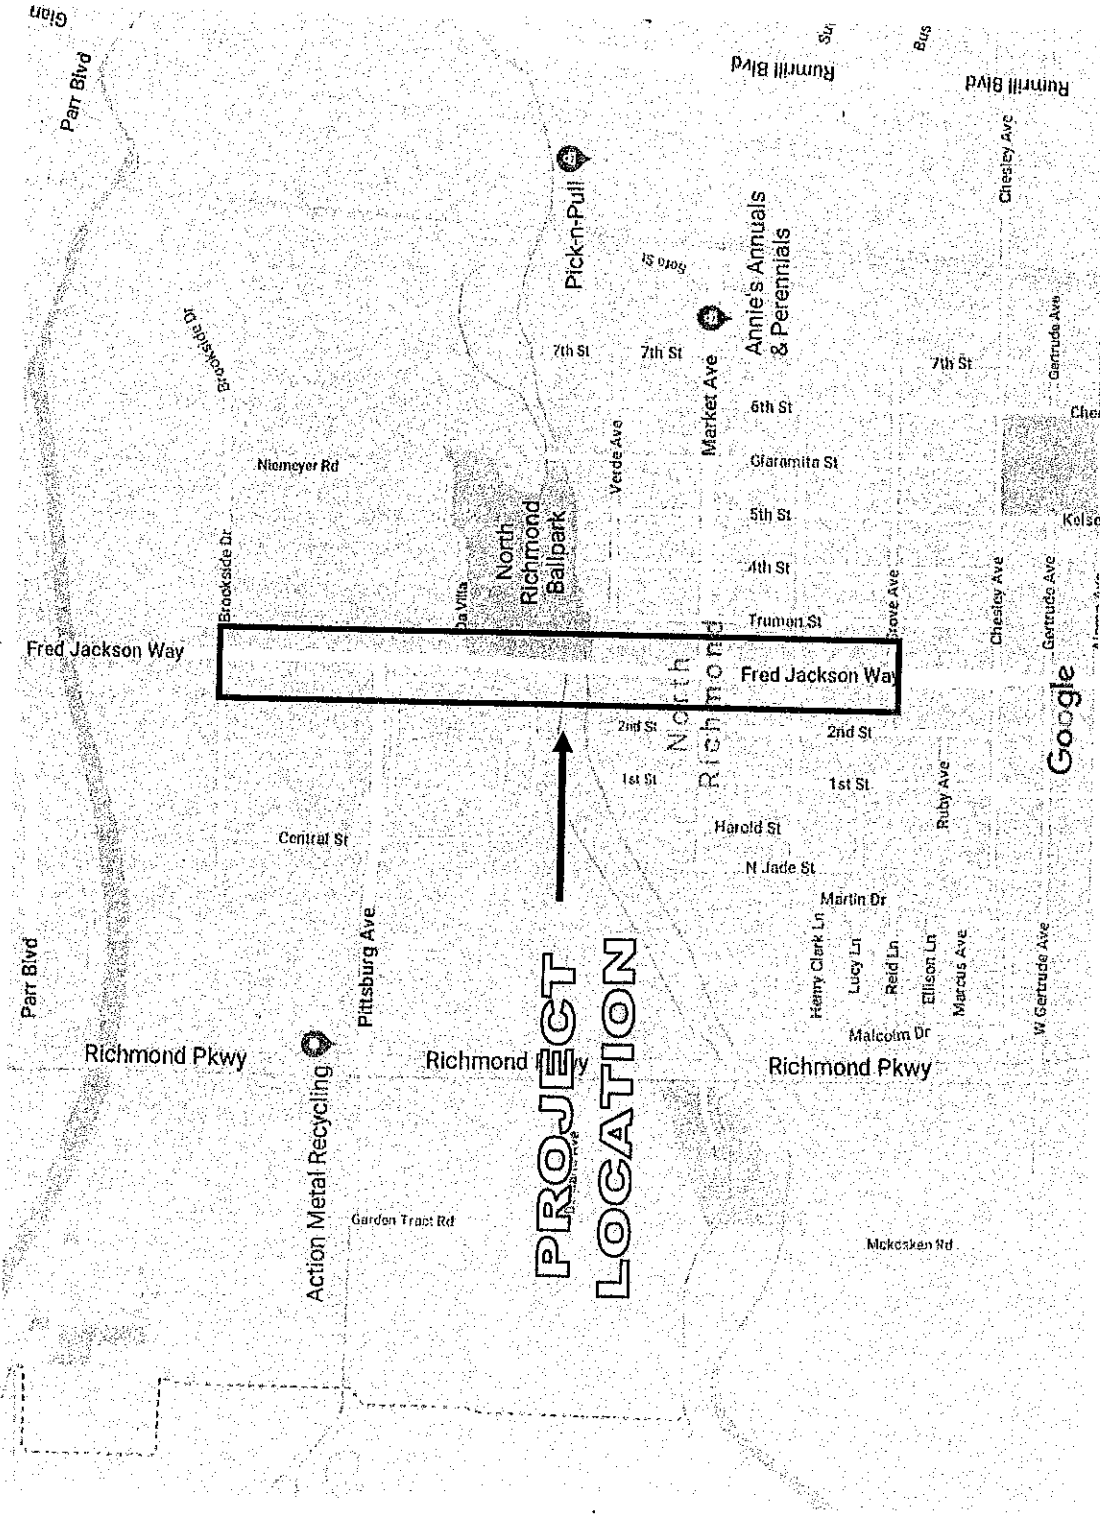 Parr Blvd
Rumrill Blvd
Rumrill Blvd
Chesley Ave
Pick-n-Pull
Soto St
Annie's Annuals
& Perennials
Brookside Dr
7th St
7th St
7th St
Gertrude Ave
Market Ave
6th St
Verde Ave
Niemeyer Rd
Giaramita St
North
Richmond
Ballpark
5th St
4th St
Brookside Dr
DaVilla
Truman St
Grove Ave
Chesley Ave
Gertrude Ave
Fred Jackson Way
Fred Jackson Way
North
Richmond
2nd St
2nd St
1st St
1st St
Google
Ruby Ave
Harold St
Central St
N Jade St
Martin Dr
Henry Clark Ln
Lucy Ln
Reid Ln
Ellison Ln
Marcus Ave
W Gertrude Ave
Parr Blvd
Pittsburg Ave
Malcolm Dr
Richmond Pkwy
Richmond Pkwy
Richmond Pkwy
Action Metal Recycling
PROJECT
LOCATION
Garden Tract Rd